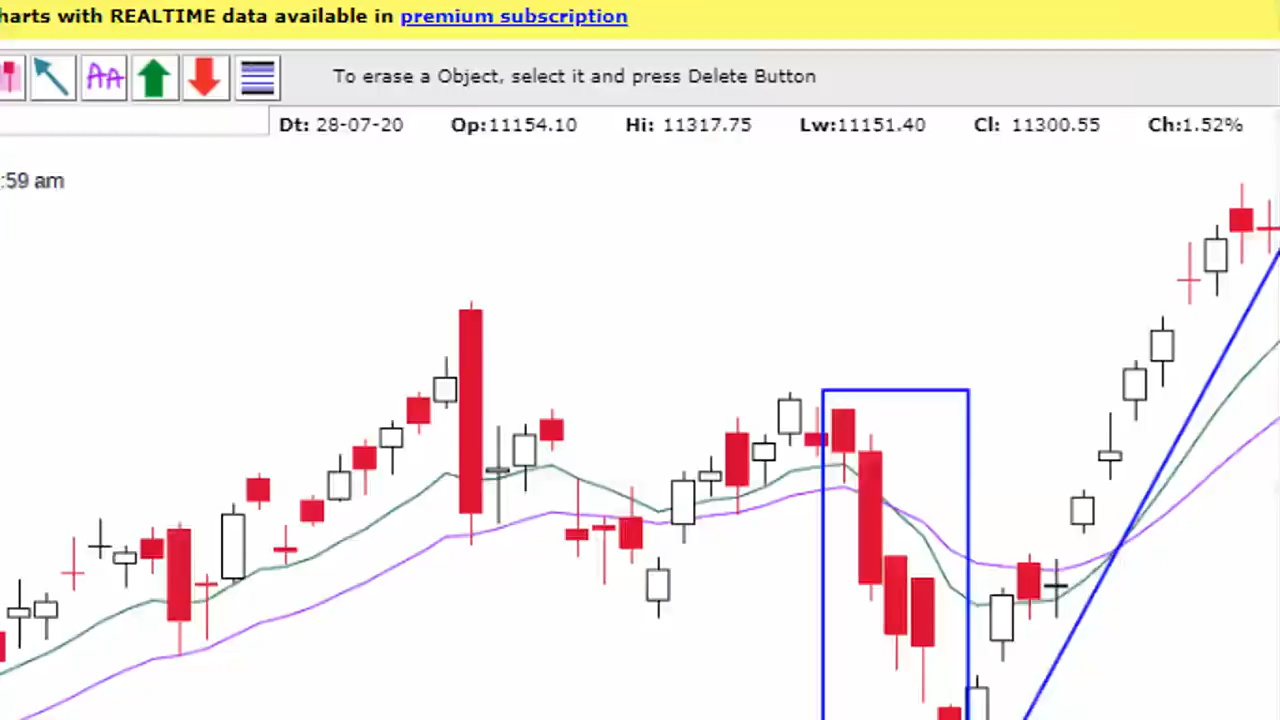 harts with REALTIME data available in premium subscription
AA
To erase a Object, select it and press Delete Button
Dt: 28-07-20 Op:11154.10 Hi: 11317.75 Lw:11151.40 Cl: 11300.55 Ch:1.52%
:59 am